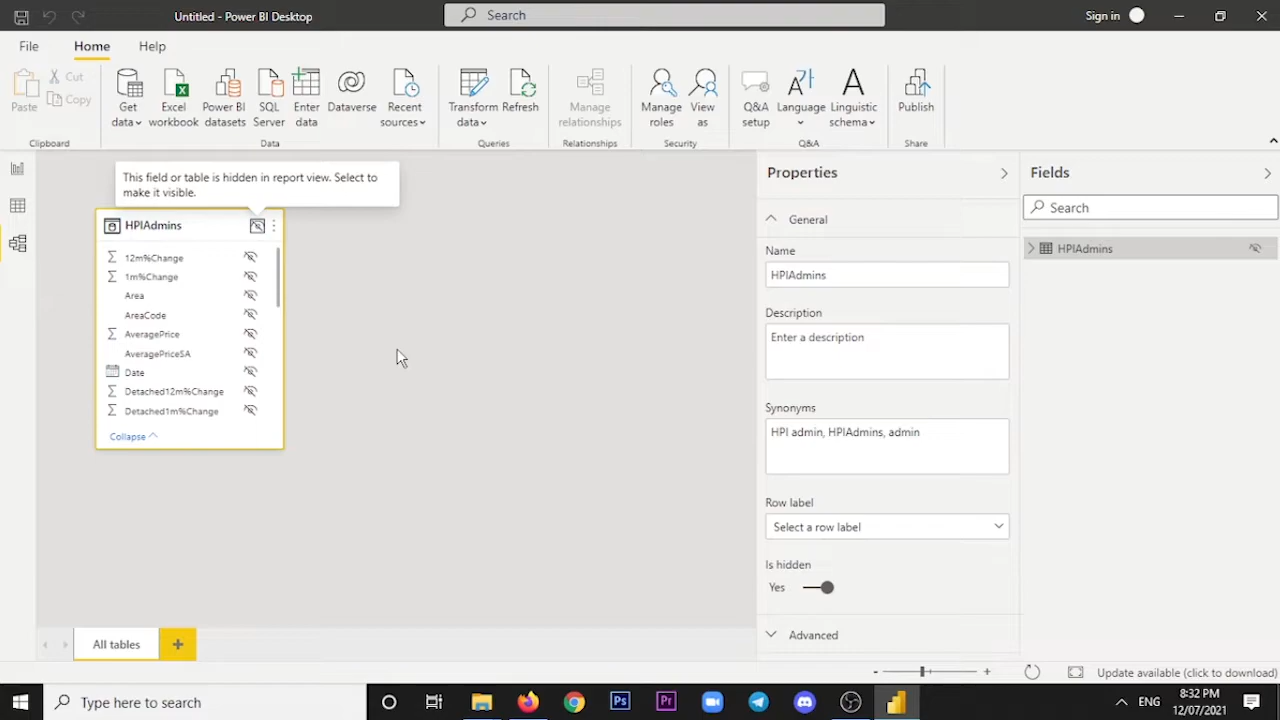 Untitled - Power BI Desktop
Search
Sign in
File
Home
Help
Paste
Cut
Copy
Clipboard
Get data
Excel workbook
Power BI datasets
SQL Server
Enter data
Dataverse
Recent sources
Data
Transform data
Refresh
Queries
Manage relationships
Relationships
Manage roles
View as
Security
Q&A setup
Language
Linguistic schema
Q&A
Publish
Share
This field or table is hidden in report view. Select to
make it visible.
HPIAdmins
12m%Change
1m%Change
Area
AreaCode
AveragePrice
AveragePriceSA
Date
Detached12m%Change
Detached1m%Change
Collapse
Properties
General
Name
HPIAdmins
Description
Enter a description
Synonyms
HPI admin, HPIAdmins, admin
Row label
Select a row label
Is hidden
Yes
Advanced
Fields
Search
HPIAdmins
All tables
Update available (click to download)
Type here to search
Ps
Pr
ENG
8:32 PM
12/07/2021